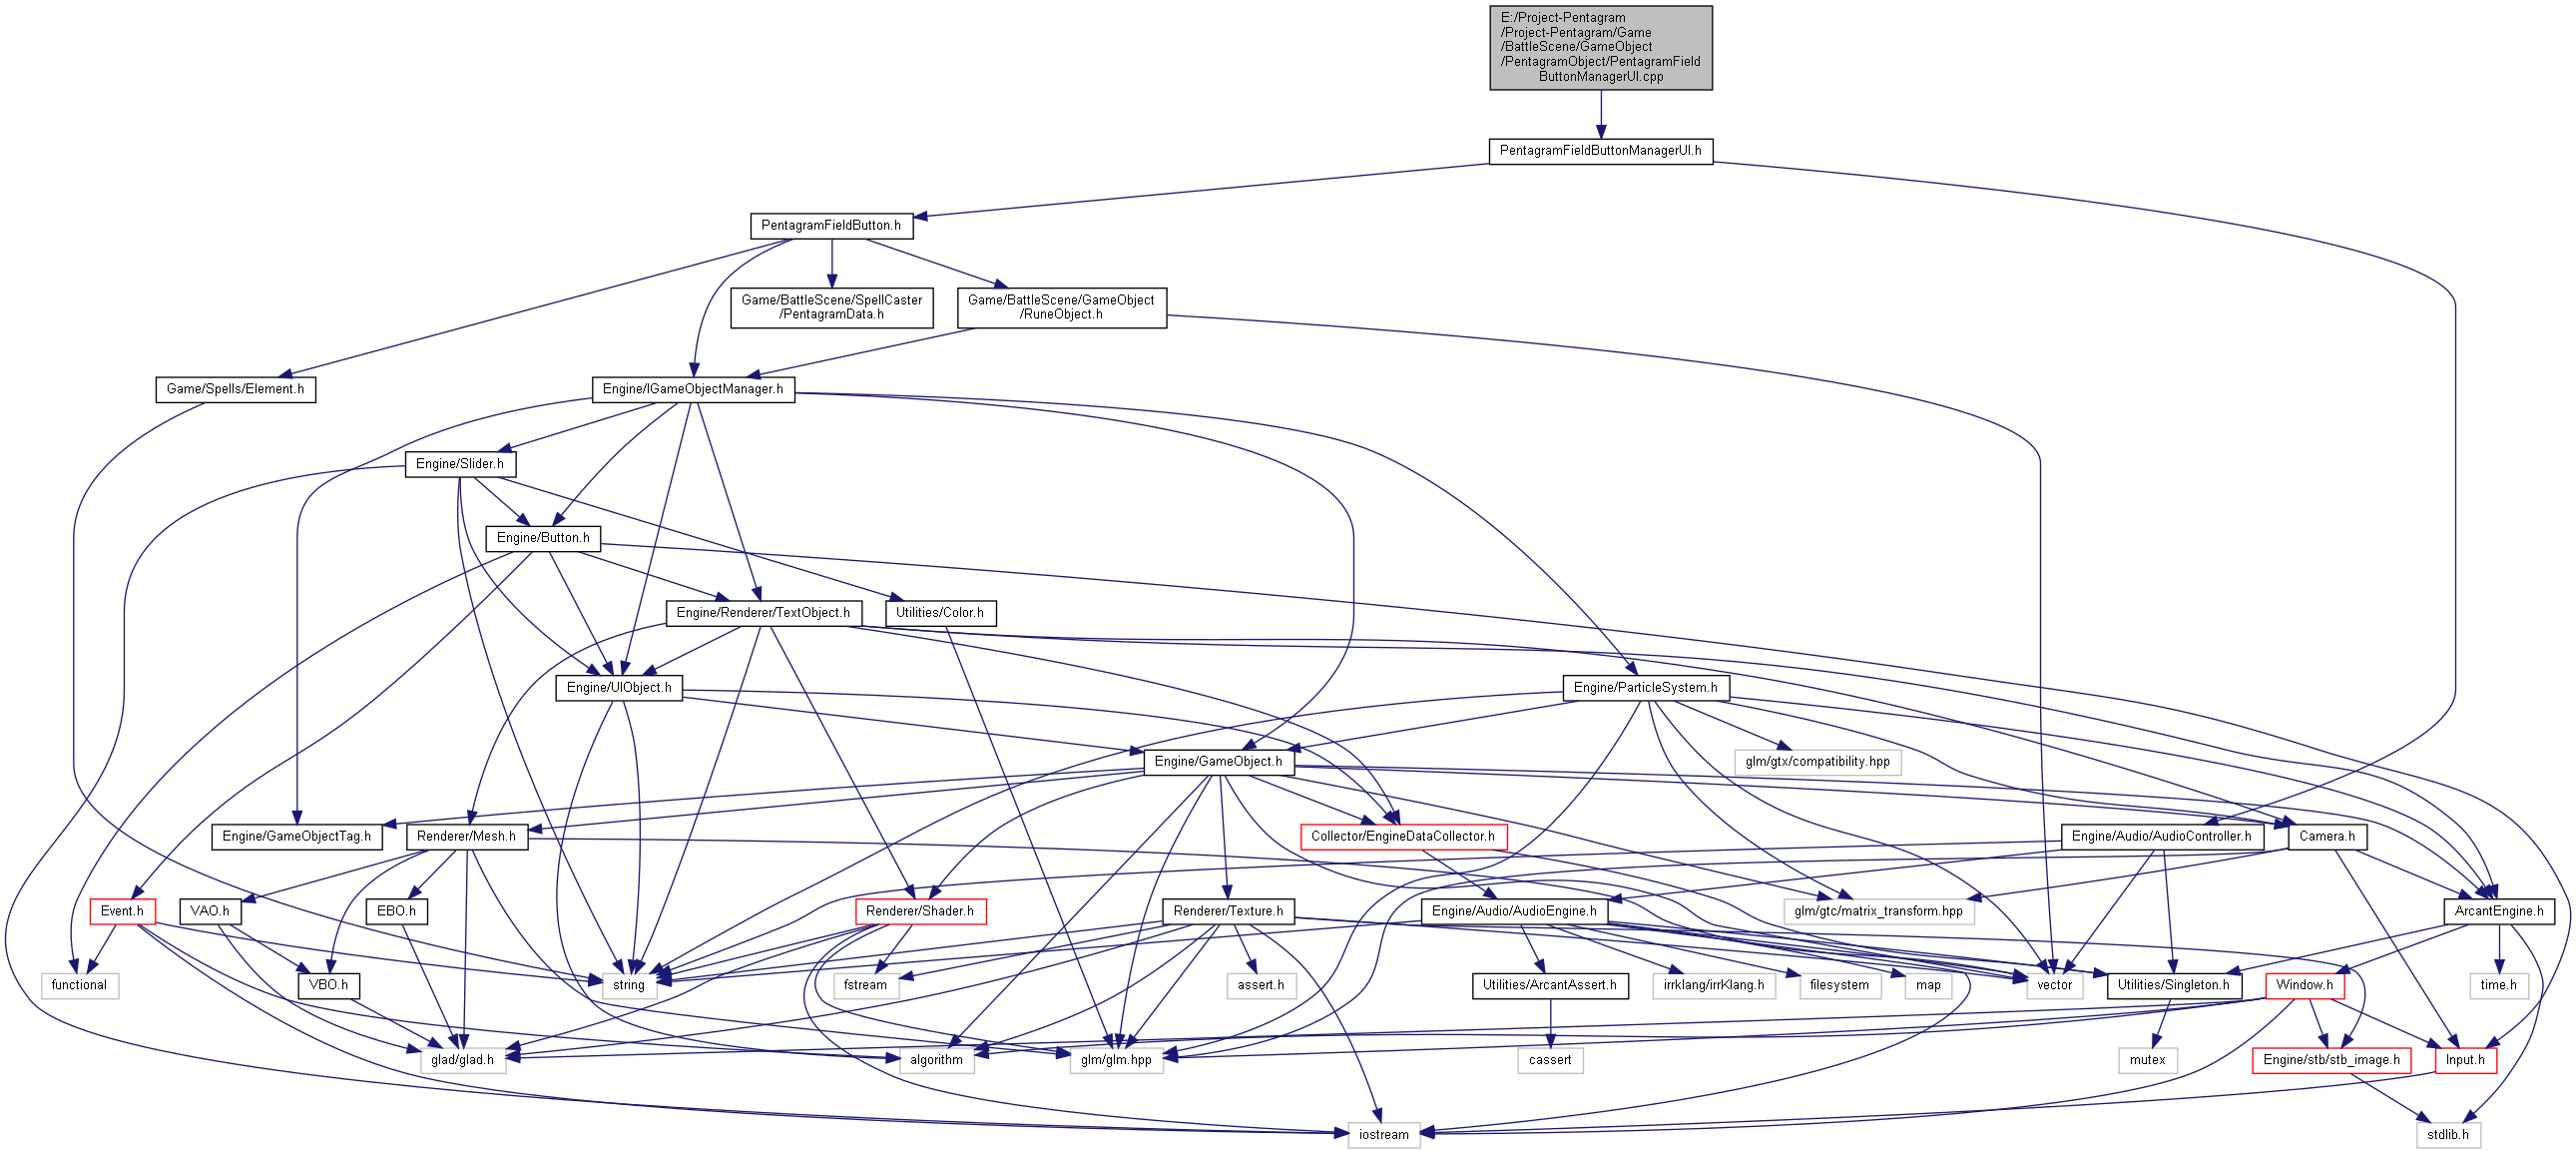 E:/Project-Pentagram
/Project-Pentagram/Game
/BattleScene/GameObject
/PentagramObject/PentagramField
ButtonManagerUI.cpp
PentagramFieldButtonManagerUI.h
PentagramFieldButton.h
Game/BattleScene/SpellCaster
/PentagramData.h
Game/BattleScene/GameObject
/RuneObject.h
Game/Spells/Element.h
Engine/IGameObjectManager.h
Engine/Slider.h
Engine/Button.h
Engine/Renderer/TextObject.h
Utilities/Color.h
Engine/UIObject.h
Engine/ParticleSystem.h
Engine/GameObject.h
glm/gtx/compatibility.hpp
Engine/GameObjectTag.h
Renderer/Mesh.h
Collector/EngineDataCollector.h
Engine/Audio/AudioController.h
Camera.h
Event.h
VAO.h
EBO.h
Renderer/Shader.h
Renderer/Texture.h
Engine/Audio/AudioEngine.h
glm/gtc/matrix_transform.hpp
ArcantEngine.h
functional
VBO.h
string
fstream
assert.h
Utilities/ArcantAssert.h
irrklang/irrKlang.h
filesystem
map
vector
Utilities/Singleton.h
Window.h
time.h
glad/glad.h
algorithm
glm/glm.hpp
cassert
mutex
Engine/stb/stb_image.h
Input.h
iostream
stdlib.h